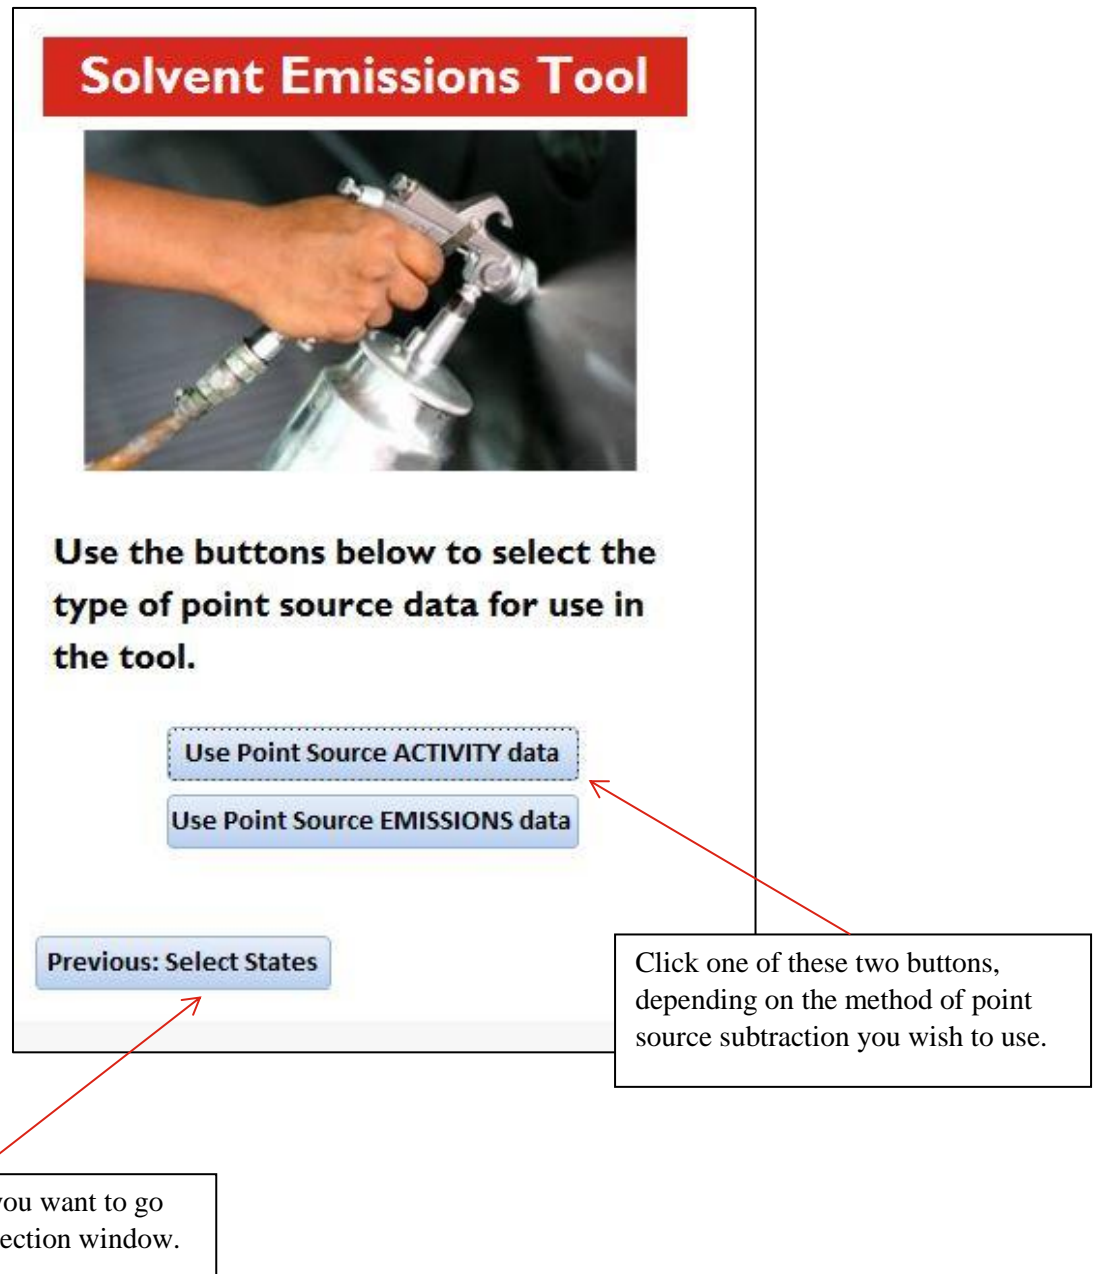 Solvent Emissions Tool
Use the buttons below to select the
type of point source data for use in
the tool.
Use Point Source ACTIVITY data
Use Point Source EMISSIONS data
Previous: Select States
Click one of these two buttons,
depending on the method of point
source subtraction you wish to use.
you want to go
ection window.